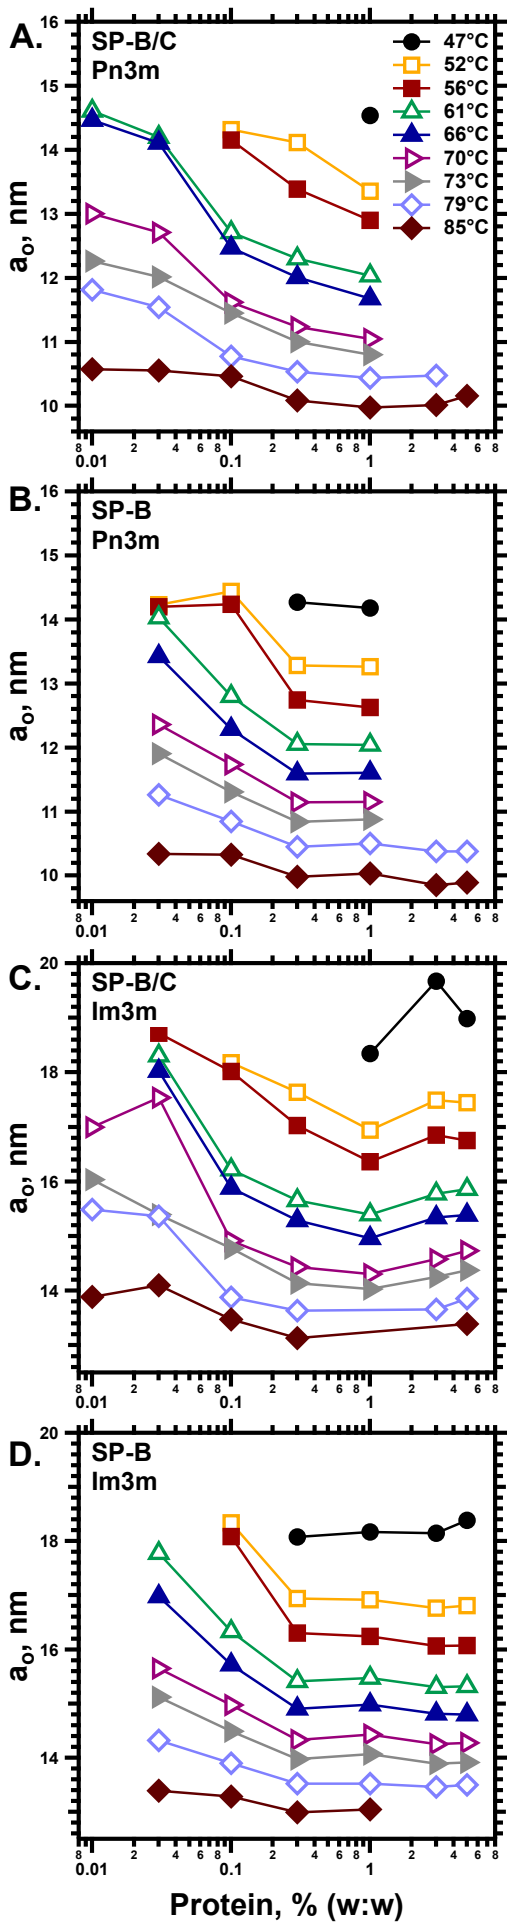 A.
SP-B/C
Pn3m
47°C
52°C
56°C
61°C
66°C
70°C
73°C
79°C
85°C
16
15
14
13
12
11
10
aₒ, nm
8 2 4 6 8 2 4 6 8 2 4 6 8
0.01 0.1 1
B.
SP-B
Pn3m
16
15
14
13
12
11
10
aₒ, nm
8 2 4 6 8 2 4 6 8 2 4 6 8
0.01 0.1 1
C.
SP-B/C
Im3m
20
18
16
14
aₒ, nm
8 2 4 6 8 2 4 6 8 2 4 6 8
0.01 0.1 1
D.
SP-B
Im3m
20
18
16
14
aₒ, nm
8 2 4 6 8 2 4 6 8 2 4 6 8
0.01 0.1 1
Protein, % (w:w)